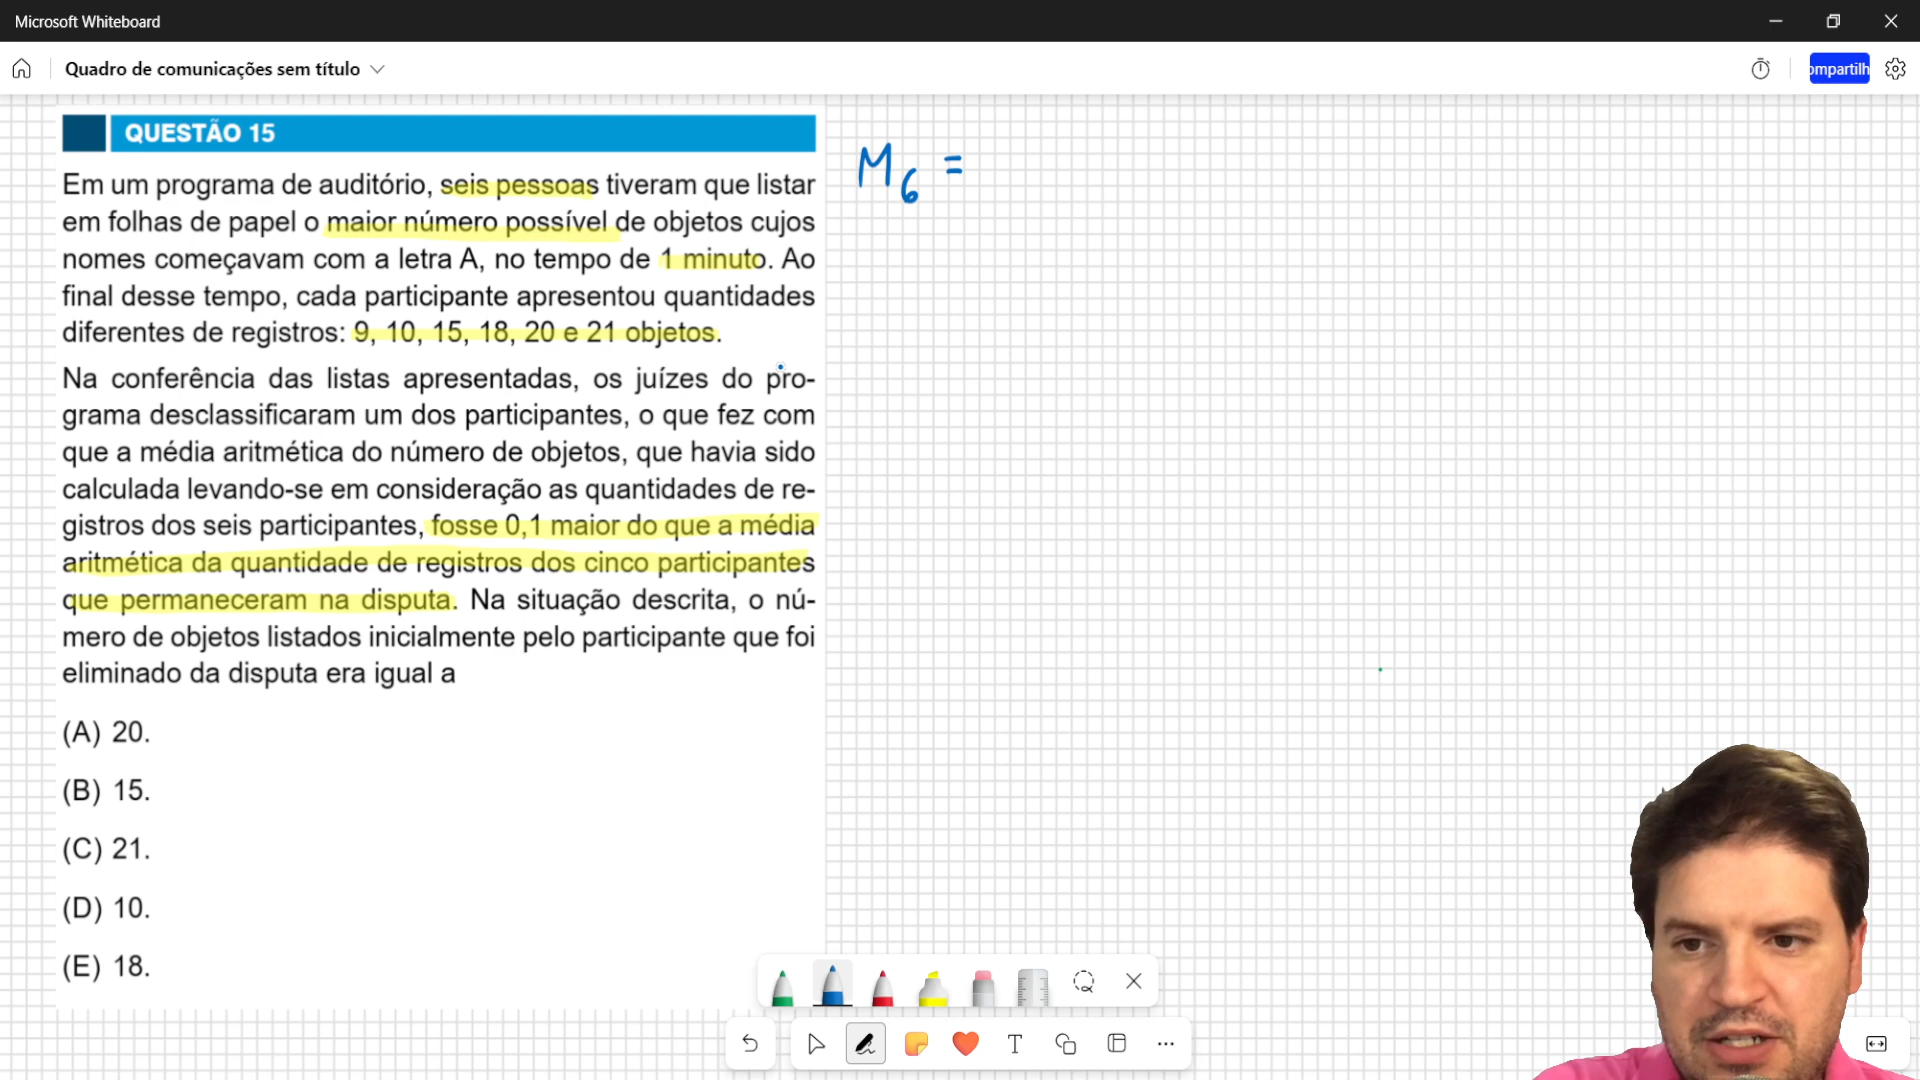 Microsoft Whiteboard
Quadro de comunicações sem título
ompartilh
QUESTÃO 15
M6 =
Em um programa de auditório, seis pessoas tiveram que listar
em folhas de papel o maior número possível de objetos cujos
nomes começavam com a letra A, no tempo de 1 minuto. Ao
final desse tempo, cada participante apresentou quantidades
diferentes de registros: 9, 10, 15, 18, 20 e 21 objetos.
Na conferência das listas apresentadas, os juízes do pro-
grama desclassificaram um dos participantes, o que fez com
que a média aritmética do número de objetos, que havia sido
calculada levando-se em consideração as quantidades de re-
gistros dos seis participantes, fosse 0,1 maior do que a média
aritmética da quantidade de registros dos cinco participantes
que permaneceram na disputa. Na situação descrita, o nú-
mero de objetos listados inicialmente pelo participante que foi
eliminado da disputa era igual a
(A) 20.
(B) 15.
(C) 21.
(D) 10.
(E) 18.